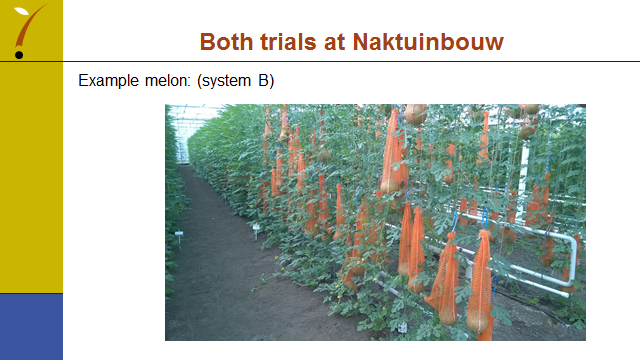 Both trials at Naktuinbouw
Example melon: (system B)